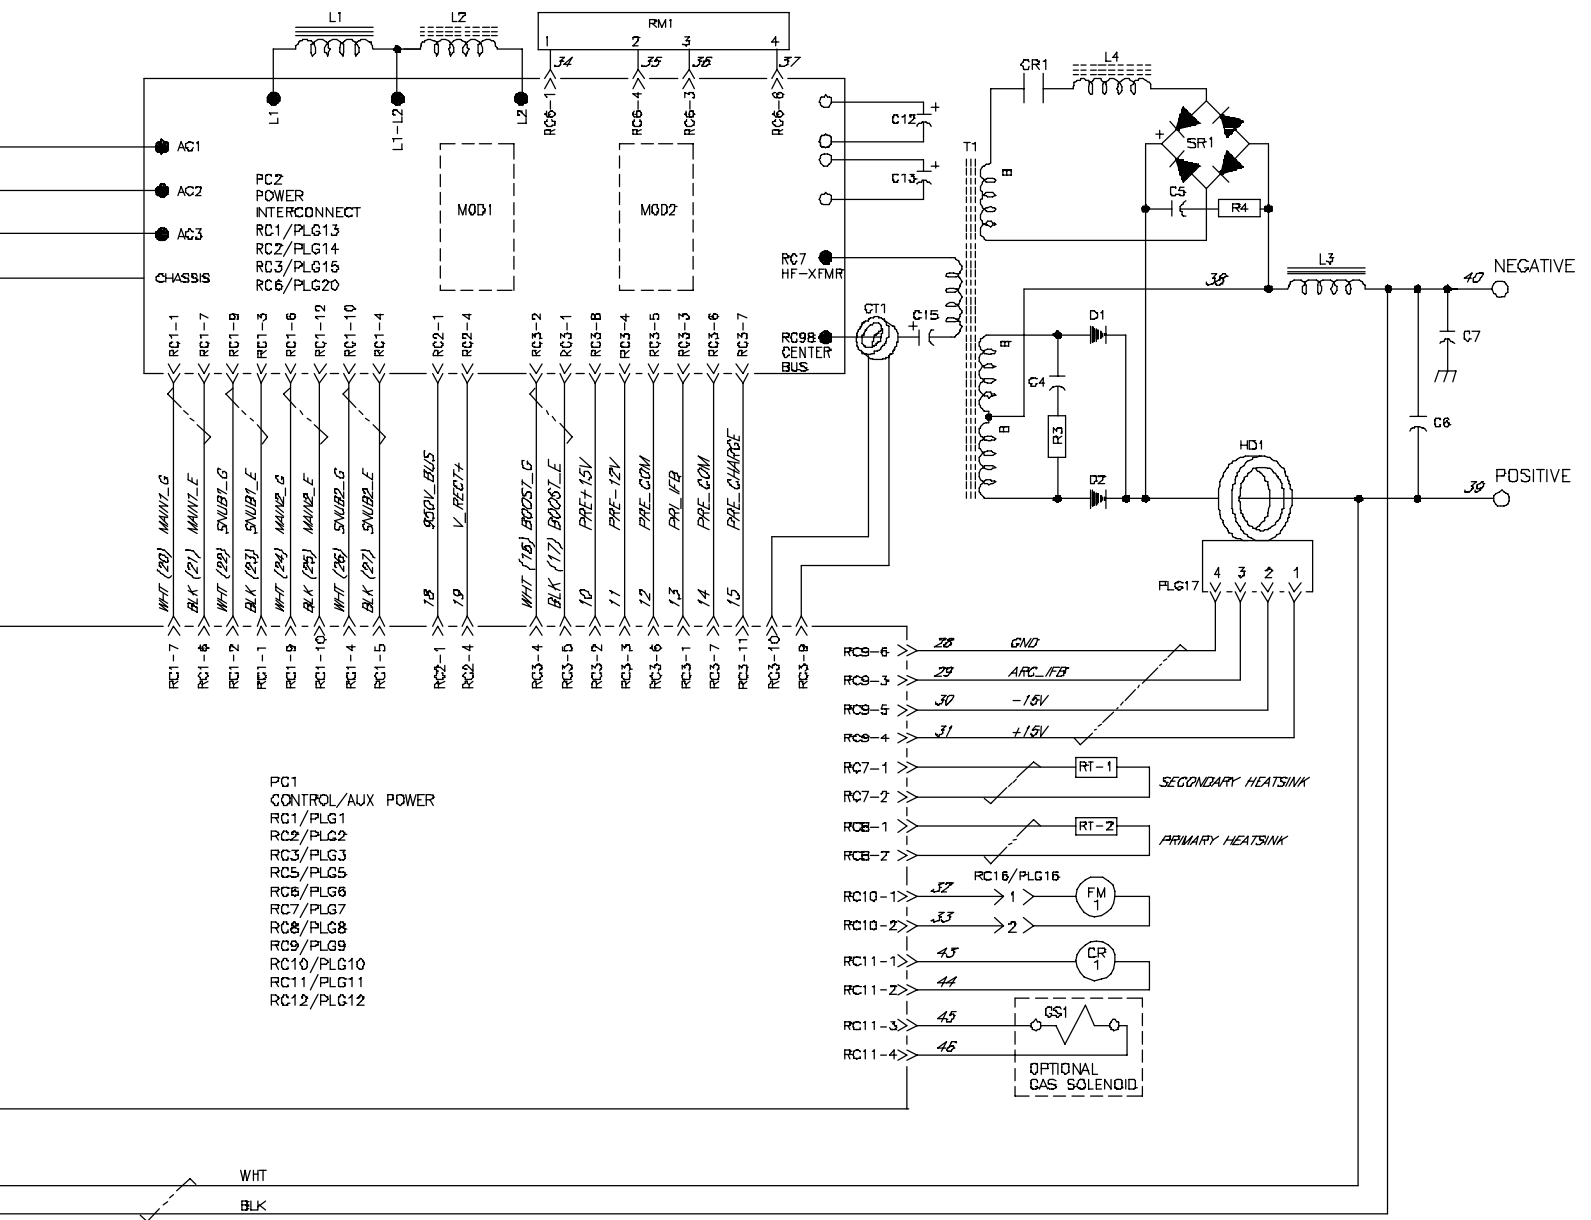 L1
L2
RM1
1
2
3
4
34
35
36
37
L1
L1-L2
L2
RC6-1
RC6-4
RC6-3
RC6-6
CR1
L4
C12
+
C13
+
SR1
+
T1
AC1
AC2
AC3
CHASSIS
PC2
POWER
INTERCONNECT
RC1/PLG13
RC2/PLG14
RC3/PLG15
RC6/PLG20
MOD1
MOD2
C5
R4
RC7
HF-XFMR
RC98
CENTER
BUS
CT1
C15
+
38
L3
40
NEGATIVE
C7
C6
D1
C4
R3
D2
HD1
39
POSITIVE
RC1-1
RC1-7
RC1-9
RC1-3
RC1-6
RC1-12
RC1-10
RC1-4
RC2-1
RC2-4
RC3-2
RC3-1
RC3-8
RC3-4
RC3-5
RC3-3
RC3-6
RC3-7
WHT (20) MAIN1_G
BLK (21) MAIN1_E
WHT (22) SNUB1_G
BLK (23) SNUB1_E
WHT (24) MAIN2_G
BLK (25) MAIN2_E
WHT (26) SNUB2_G
BLK (27) SNUB2_E
18 950V_BUS
19 V_RECT+
WHT (16) BOOST_G
BLK (17) BOOST_E
10 PRE+15V
11 PRE-12V
12 PRE_COM
13 PRI_IFB
14 PRE_COM
15 PRE_CHARGE
RC1-7
RC1-6
RC1-2
RC1-1
RC1-9
RC1-10
RC1-4
RC1-5
RC2-1
RC2-4
RC3-4
RC3-5
RC3-2
RC3-3
RC3-6
RC3-1
RC3-7
RC3-11
RC3-10
RC3-9
PLG17
4
3
2
1
RC9-6
28
GND
RC9-3
29
ARC_IFB
RC9-5
30
-15V
RC9-4
31
+15V
RC7-1
RT-1
RC7-2
SECONDARY HEATSINK
RC8-1
RT-2
RC8-2
PRIMARY HEATSINK
RC16/PLG16
RC10-1
32
1
FM
1
RC10-2
33
2
RC11-1
43
CR
1
RC11-2
44
RC11-3
45
GS1
RC11-4
46
OPTIONAL
GAS SOLENOID
PC1
CONTROL/AUX POWER
RC1/PLG1
RC2/PLG2
RC3/PLG3
RC5/PLG5
RC6/PLG6
RC7/PLG7
RC8/PLG8
RC9/PLG9
RC10/PLG10
RC11/PLG11
RC12/PLG12
WHT
BLK